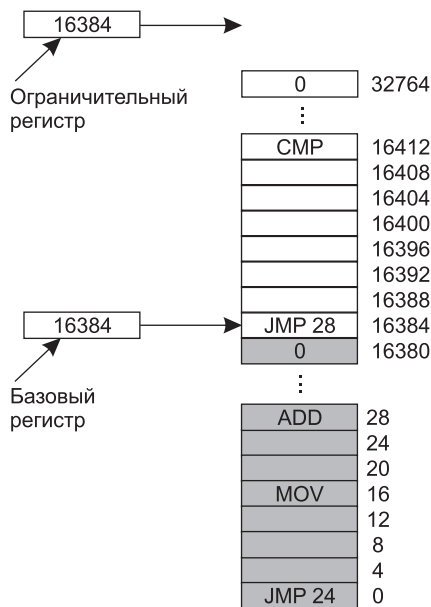 16384
Ограничительный
регистр
0 32764
⋮
CMP 16412
16408
16404
16400
16396
16392
16388
16384 JMP 28 16384
0 16380
Базовый
регистр
⋮
ADD 28
24
20
MOV 16
12
8
4
JMP 24 0